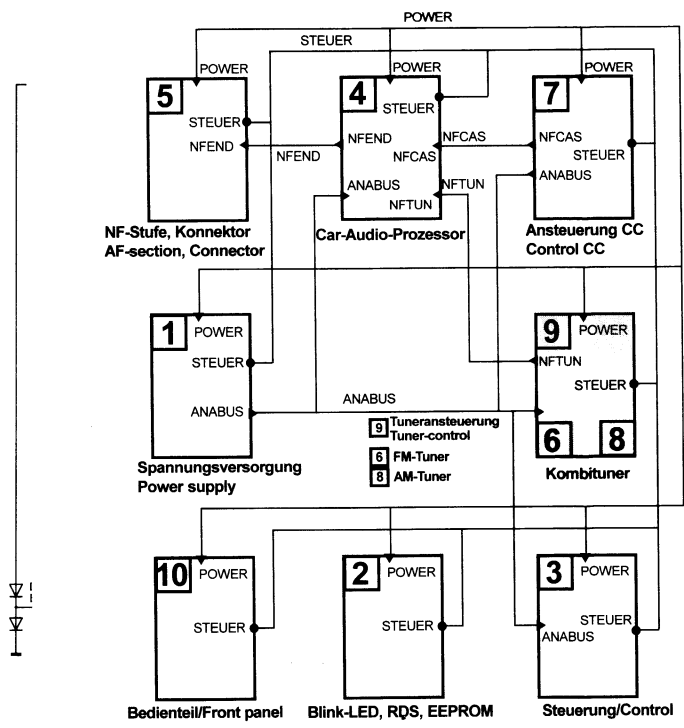 POWER
STEUER
POWER
5
STEUER
NFEND
NFEND
POWER
4
STEUER
NFEND
NFCAS
ANABUS
NFTUN
NFTUN
NFCAS
POWER
7
NFCAS
STEUER
ANABUS
NF-Stufe, Konnektor
AF-section, Connector
Car-Audio-Prozessor
Ansteuerung CC
Control CC
1
POWER
STEUER
ANABUS
ANABUS
9
POWER
NFTUN
STEUER
6
8
9 Tuneransteuerung
Tuner-control
6 FM-Tuner
8 AM-Tuner
Spannungsversorgung
Power supply
Kombituner
10
POWER
STEUER
2
POWER
STEUER
3
POWER
STEUER
ANABUS
Bedienteil/Front panel
Blink-LED, RDS, EEPROM
Steuerung/Control